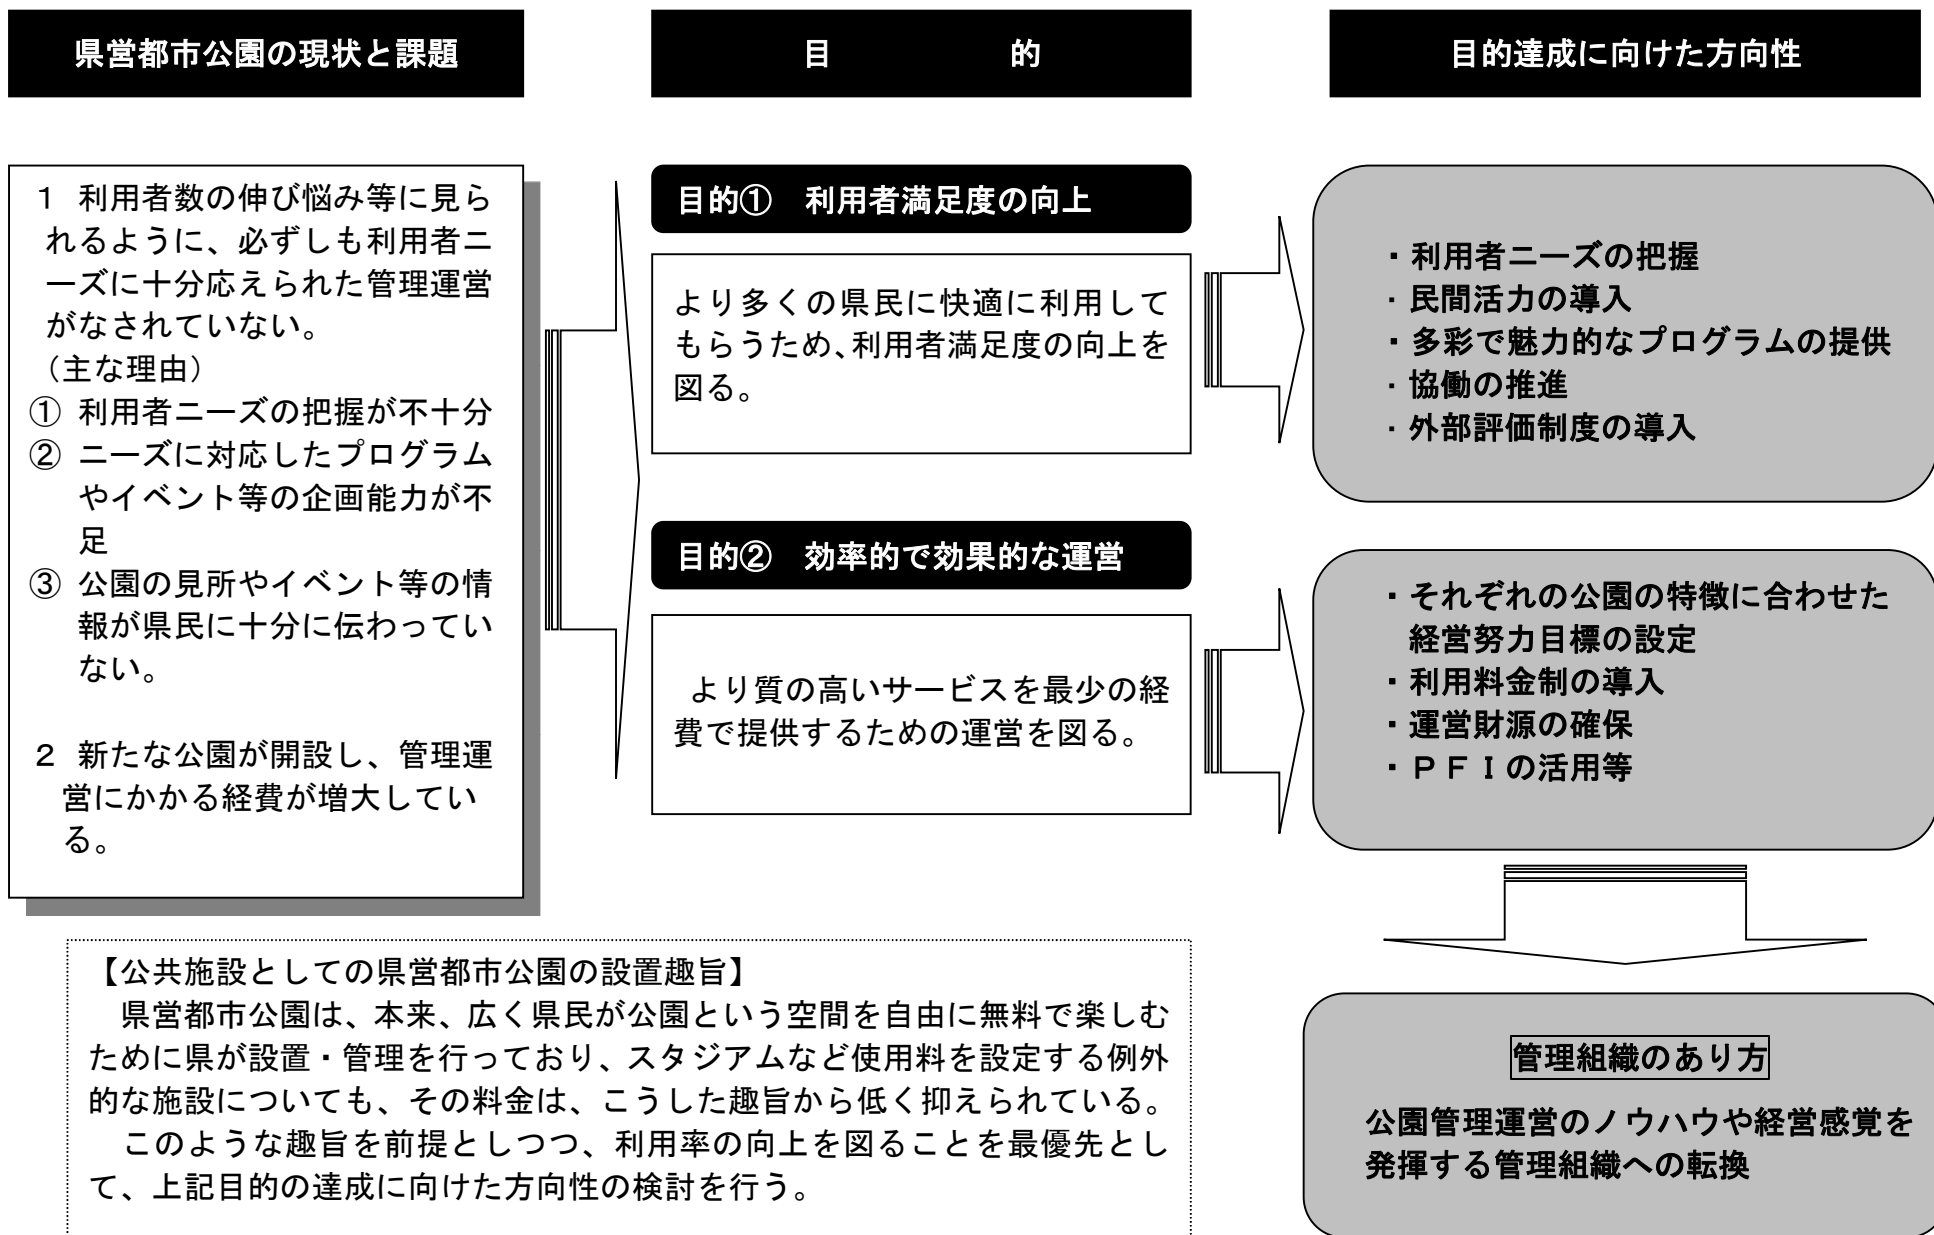 県営都市公園の現状と課題
目　的
目的達成に向けた方向性
１ 利用者数の伸び悩み等に見ら
れるように、必ずしも利用者ニ
ーズに十分応えられた管理運営
がなされていない。
（主な理由）
① 利用者ニーズの把握が不十分
② ニーズに対応したプログラム
やイベント等の企画能力が不
足
③ 公園の見所やイベント等の情
報が県民に十分に伝わってい
ない。
２ 新たな公園が開設し、管理運
営にかかる経費が増大してい
る。
目的①　利用者満足度の向上
より多くの県民に快適に利用して
もらうため、利用者満足度の向上を
図る。
目的②　効率的で効果的な運営
より質の高いサービスを最少の経
費で提供するための運営を図る。
・利用者ニーズの把握
・民間活力の導入
・多彩で魅力的なプログラムの提供
・協働の推進
・外部評価制度の導入
・それぞれの公園の特徴に合わせた
経営努力目標の設定
・利用料金制の導入
・運営財源の確保
・ＰＦＩの活用等
【公共施設としての県営都市公園の設置趣旨】
県営都市公園は、本来、広く県民が公園という空間を自由に無料で楽しむ
ために県が設置・管理を行っており、スタジアムなど使用料を設定する例外
的な施設についても、その料金は、こうした趣旨から低く抑えられている。
このような趣旨を前提としつつ、利用率の向上を図ることを最優先とし
て、上記目的の達成に向けた方向性の検討を行う。
管理組織のあり方
公園管理運営のノウハウや経営感覚を
発揮する管理組織への転換